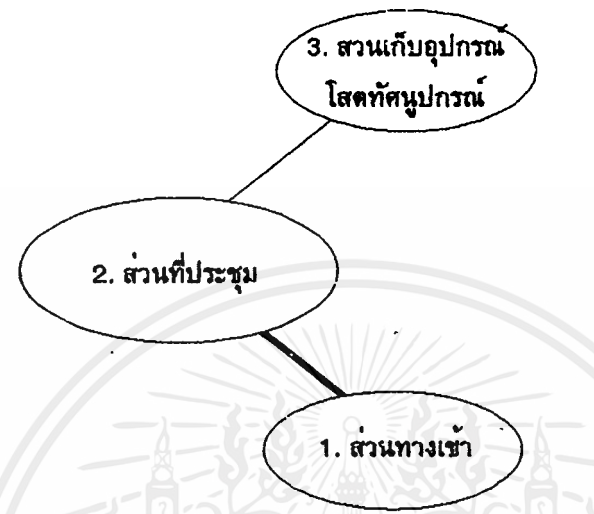 3. สวนเก็บอุปกรณ์
โสตทัศนูปกรณ์
2. ส่วนที่ประชุม
1. ส่วนทางเข้า